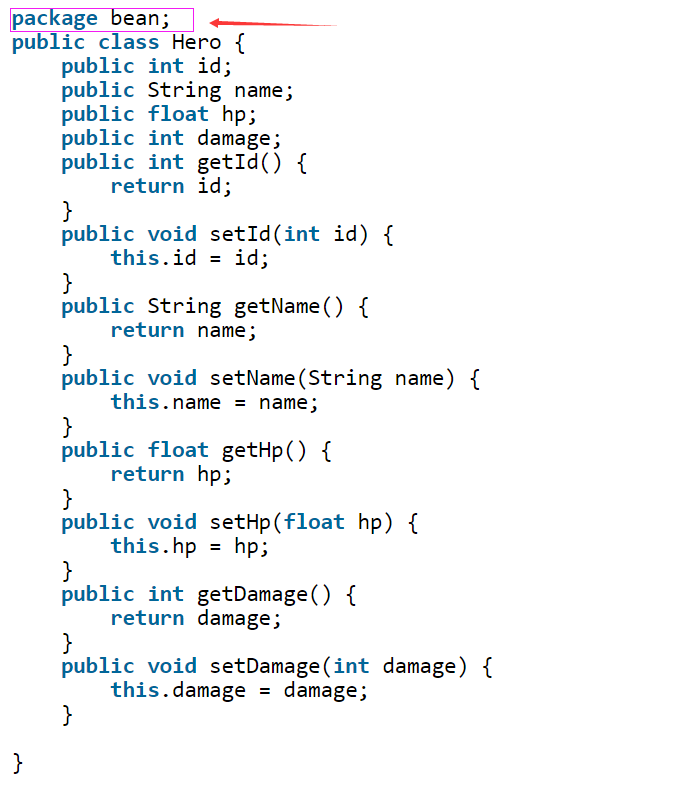 package bean;
public class Hero {
    public int id;
    public String name;
    public float hp;
    public int damage;
    public int getId() {
        return id;
    }
    public void setId(int id) {
        this.id = id;
    }
    public String getName() {
        return name;
    }
    public void setName(String name) {
        this.name = name;
    }
    public float getHp() {
        return hp;
    }
    public void setHp(float hp) {
        this.hp = hp;
    }
    public int getDamage() {
        return damage;
    }
    public void setDamage(int damage) {
        this.damage = damage;
    }

}